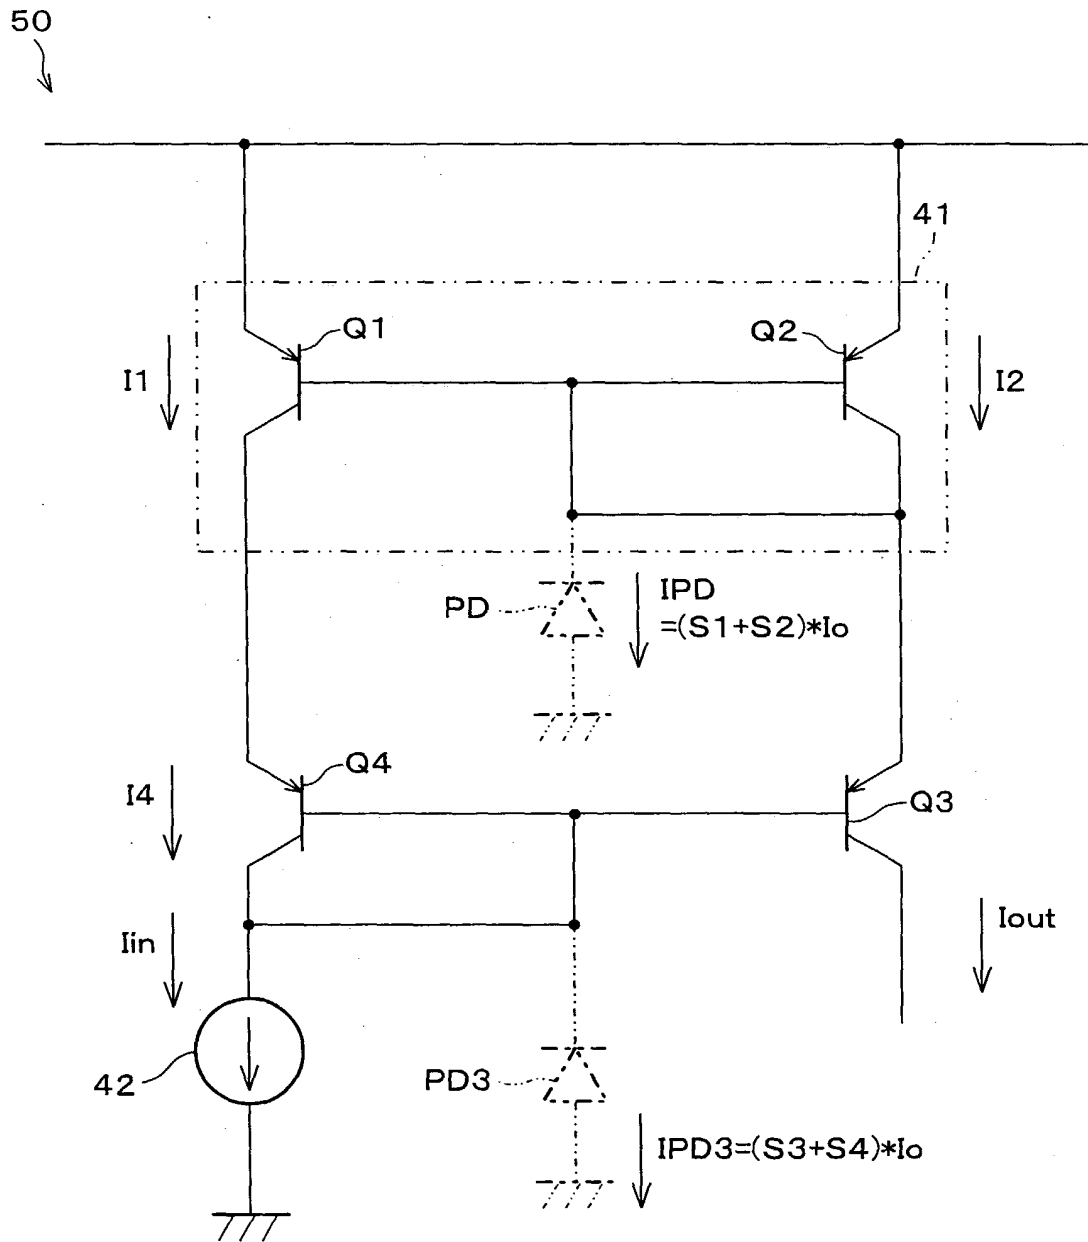 50
41
Q1
Q2
I1
I2
PD
IPD
=(S1+S2)*Io
Q4
Q3
I4
Iin
Iout
42
PD3
IPD3=(S3+S4)*Io